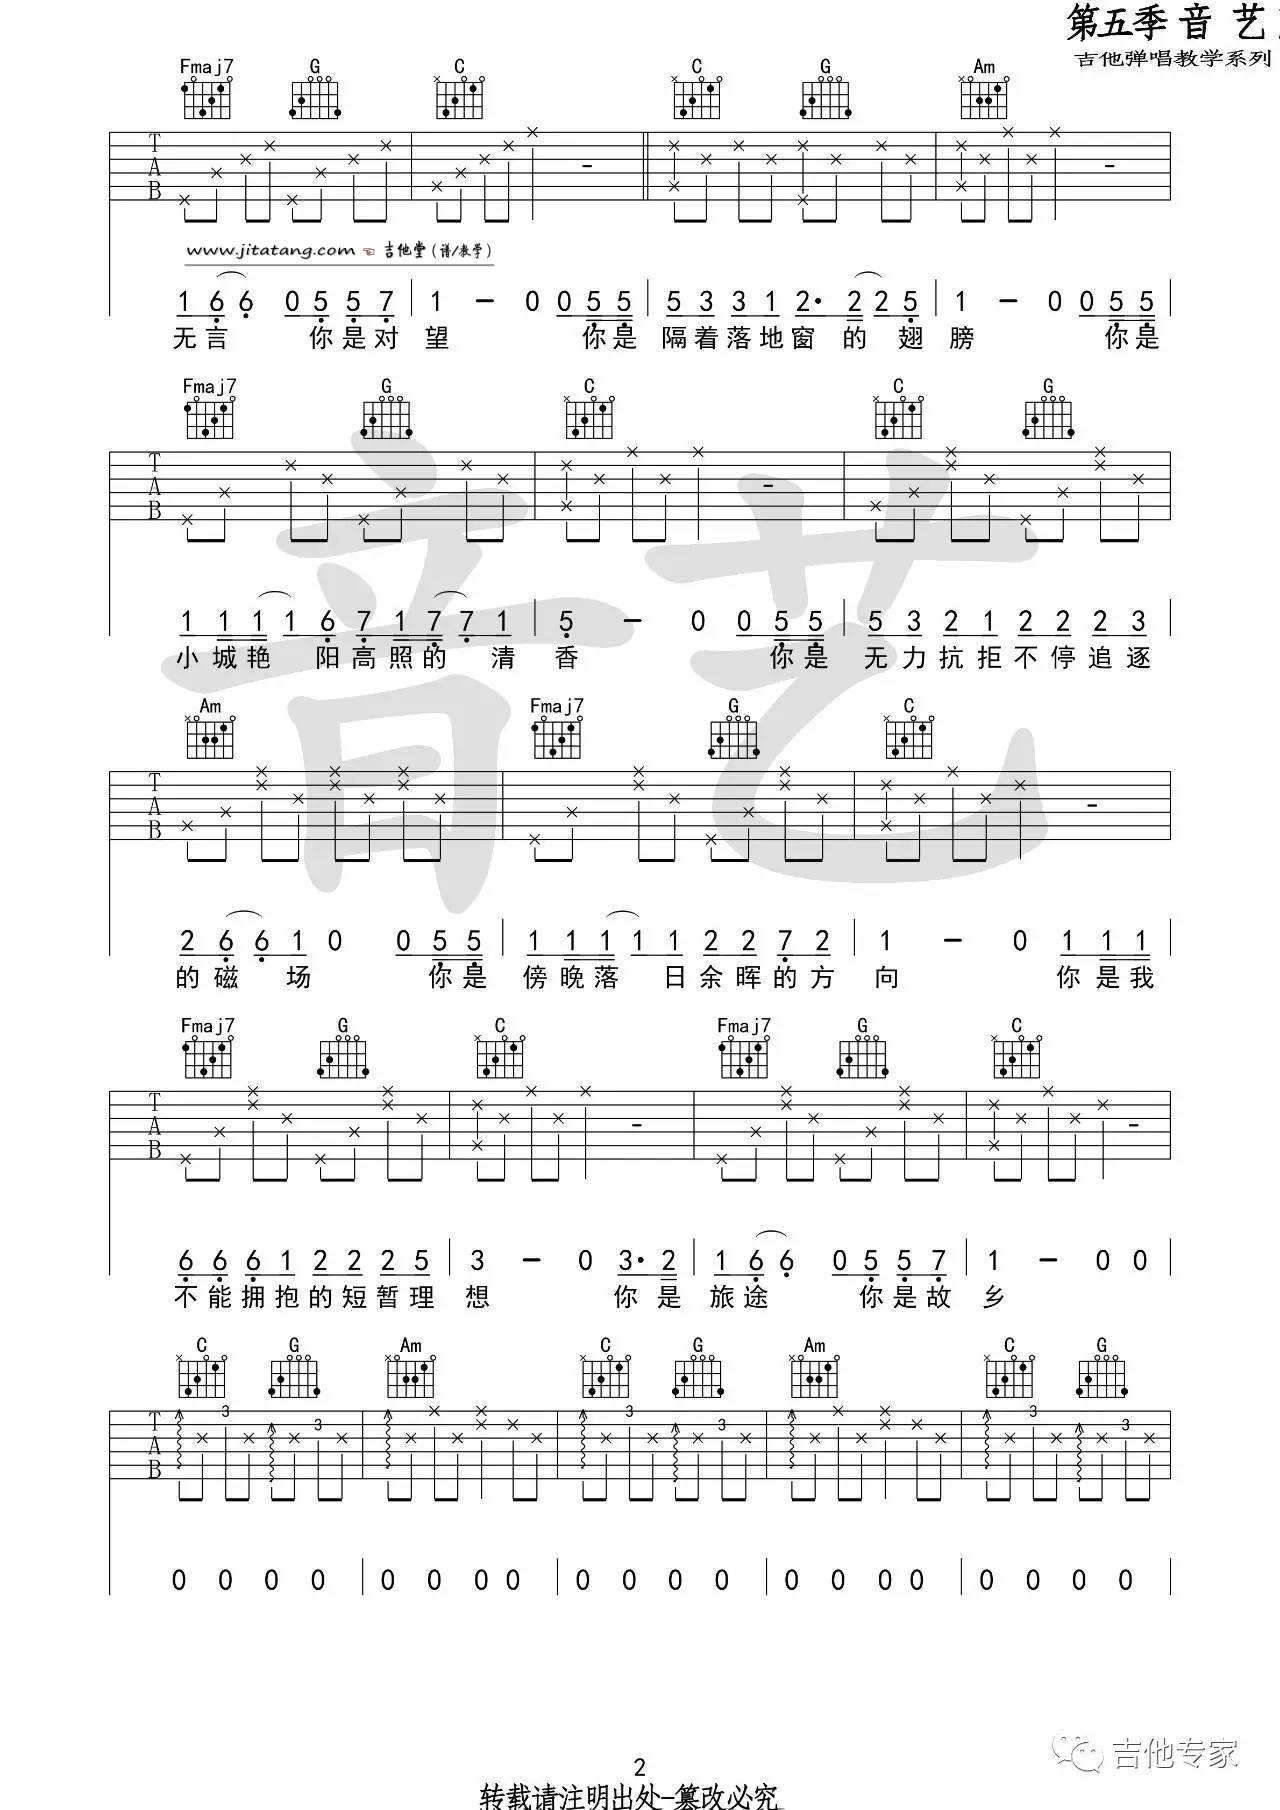 第五季音 艺
吉他弹唱教学系列
Fmaj7 G C C G Am
T
A
B
www.jitatang.com ☜ 吉他堂(谱/教学)
1 6 6 0 5 5 7 1 - 0 0 5 5 5 3 3 1 2· 2 2 5 1 - 0 0 5 5
无言 你是对 望 你是 隔着落地窗 的 翅 膀 你是
Fmaj7 G C C G
T
A
B
1 1 1 1 6 7 1 7 7 1 5 - 0 0 5 5 5 3 2 1 2 2 2 3
小城艳 阳高照的 清 香 你是 无力抗拒不停追逐
Am Fmaj7 G C
T
A
B
2 6 6 1 0 0 5 5 1 1 1 1 1 2 2 7 2 1 - 0 1 1 1
的磁 场 你是 傍晚落 日余晖的方 向 你是我
Fmaj7 G C Fmaj7 G C
T
A
B
6 6 6 1 2 2 2 5 3 - 0 3· 2 1 6 6 0 5 5 7 1 - 0 0
不能拥抱的短暂理 想 你 是 旅途 你是故 乡
C G Am C G Am C G
3 3 3 3 3 3
T
A
B
0 0 0 0 0 0 0 0 0 0 0 0 0 0 0 0 0 0 0 0
吉他专家
2
转载请注明出处-篡改必究